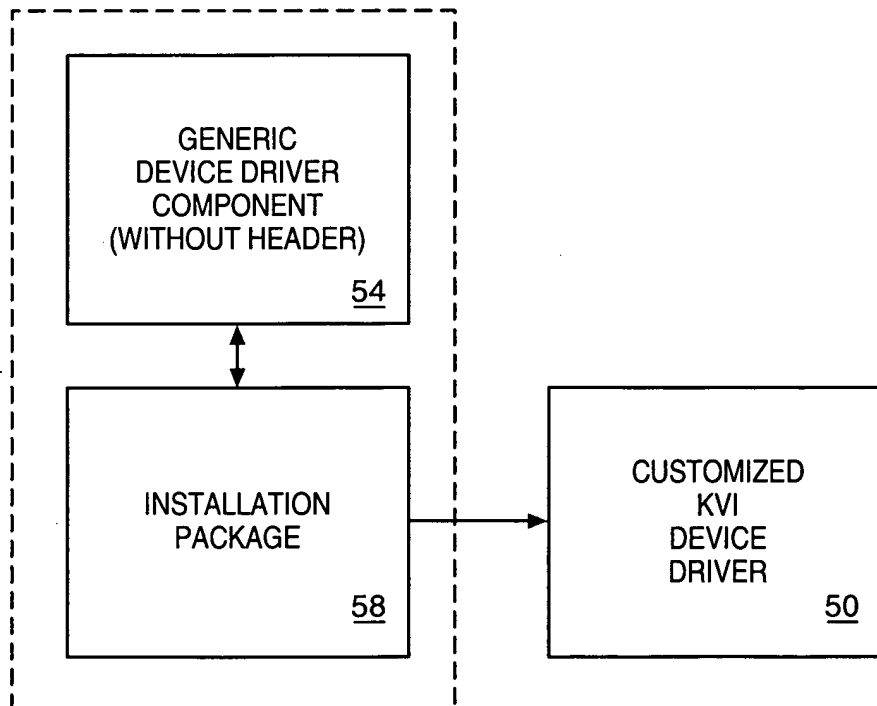 GENERIC
DEVICE DRIVER
COMPONENT
(WITHOUT HEADER)
54
INSTALLATION
PACKAGE
58
CUSTOMIZED
KVI
DEVICE
DRIVER
50